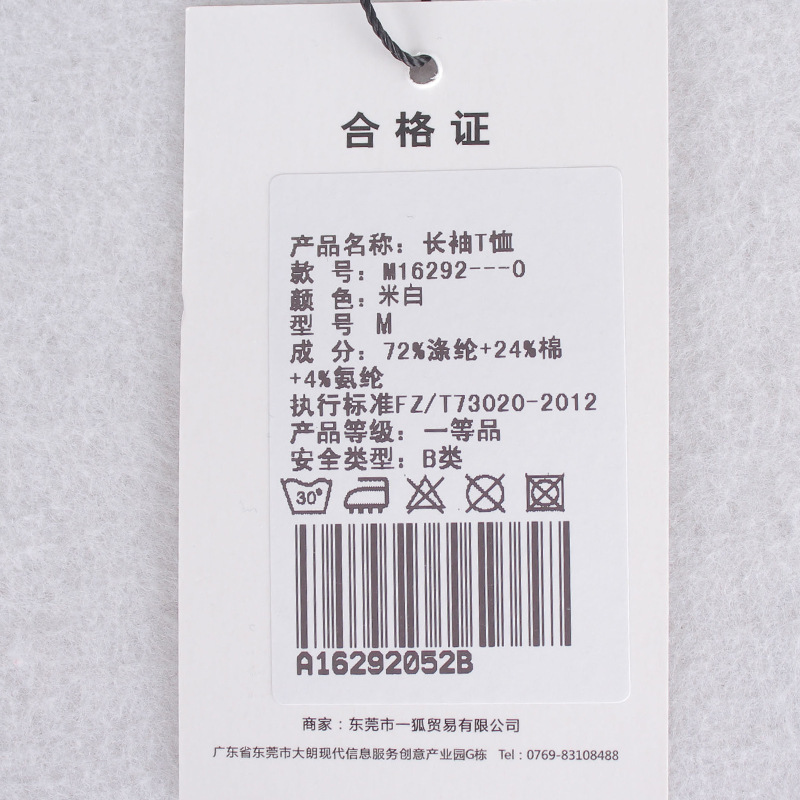 合格证
产品名称：长袖T恤
款 号：M16292---0
颜 色：米白
型 号 M
成 分：72%涤纶+24%棉
+4%氨纶
执行标准FZ/T73020-2012
产品等级：一等品
安全类型：B类
30°
A16292052B
商家：东莞市一狐贸易有限公司
广东省东莞市大朗现代信息服务创意产业园G栋 Tel：0769-83108488